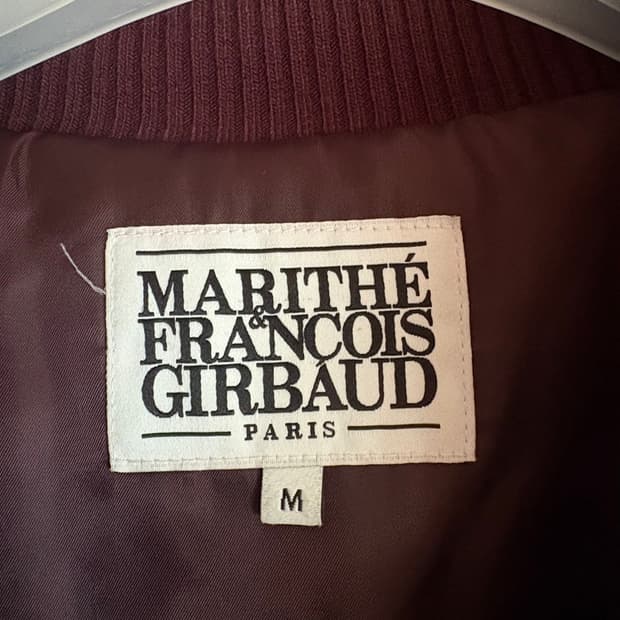 MARITHÉ
&
FRANÇOIS
GIRBAUD
PARIS
M